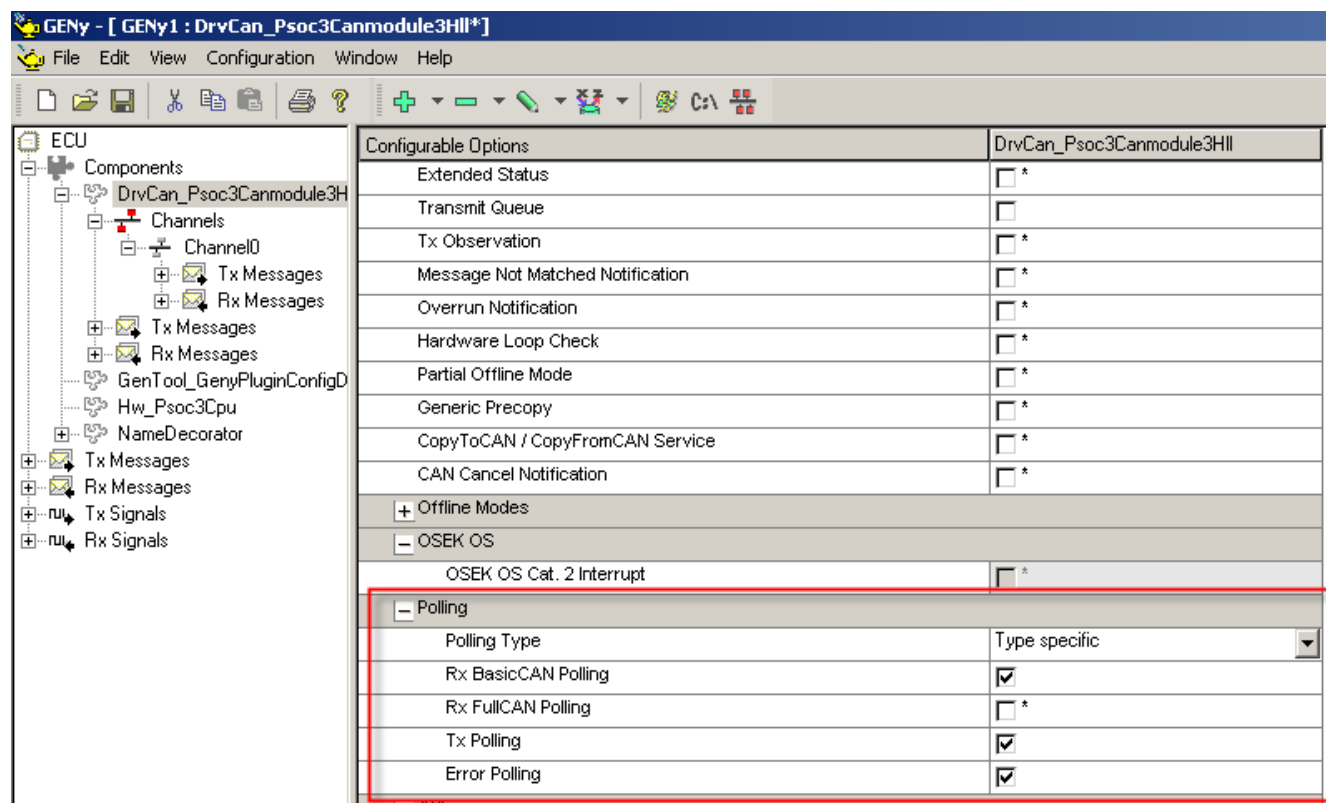 GENy - [ GENy1 : DrvCan_Psoc3Canmodule3Hll*]
File Edit View Configuration Window Help
C:\
ECU
Components
DrvCan_Psoc3Canmodule3H
Channels
Channel0
Tx Messages
Rx Messages
Tx Messages
Rx Messages
GenTool_GenyPluginConfigD
Hw_Psoc3Cpu
NameDecorator
Tx Messages
Rx Messages
Tx Signals
Rx Signals
Configurable Options DrvCan_Psoc3Canmodule3Hll
Extended Status *
Transmit Queue
Tx Observation *
Message Not Matched Notification *
Overrun Notification *
Hardware Loop Check *
Partial Offline Mode *
Generic Precopy *
CopyToCAN / CopyFromCAN Service *
CAN Cancel Notification *
Offline Modes
OSEK OS
OSEK OS Cat. 2 Interrupt *
Polling
Polling Type Type specific
Rx BasicCAN Polling
Rx FullCAN Polling *
Tx Polling
Error Polling